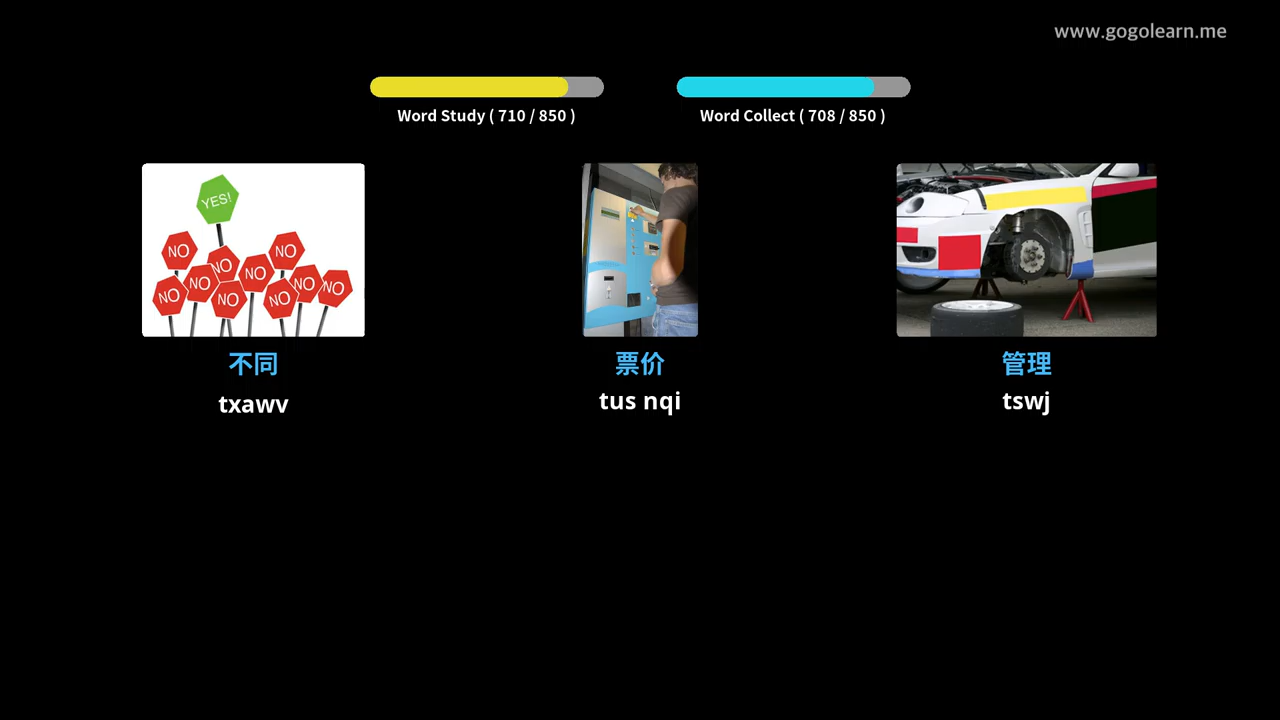 www.gogolearn.me
Word Study ( 710 / 850 )
Word Collect ( 708 / 850 )
YES!
NO
NO
NO
NO
NO
NO
NO
NO
NO
NO
不同
票价
管理
txawv
tus nqi
tswj